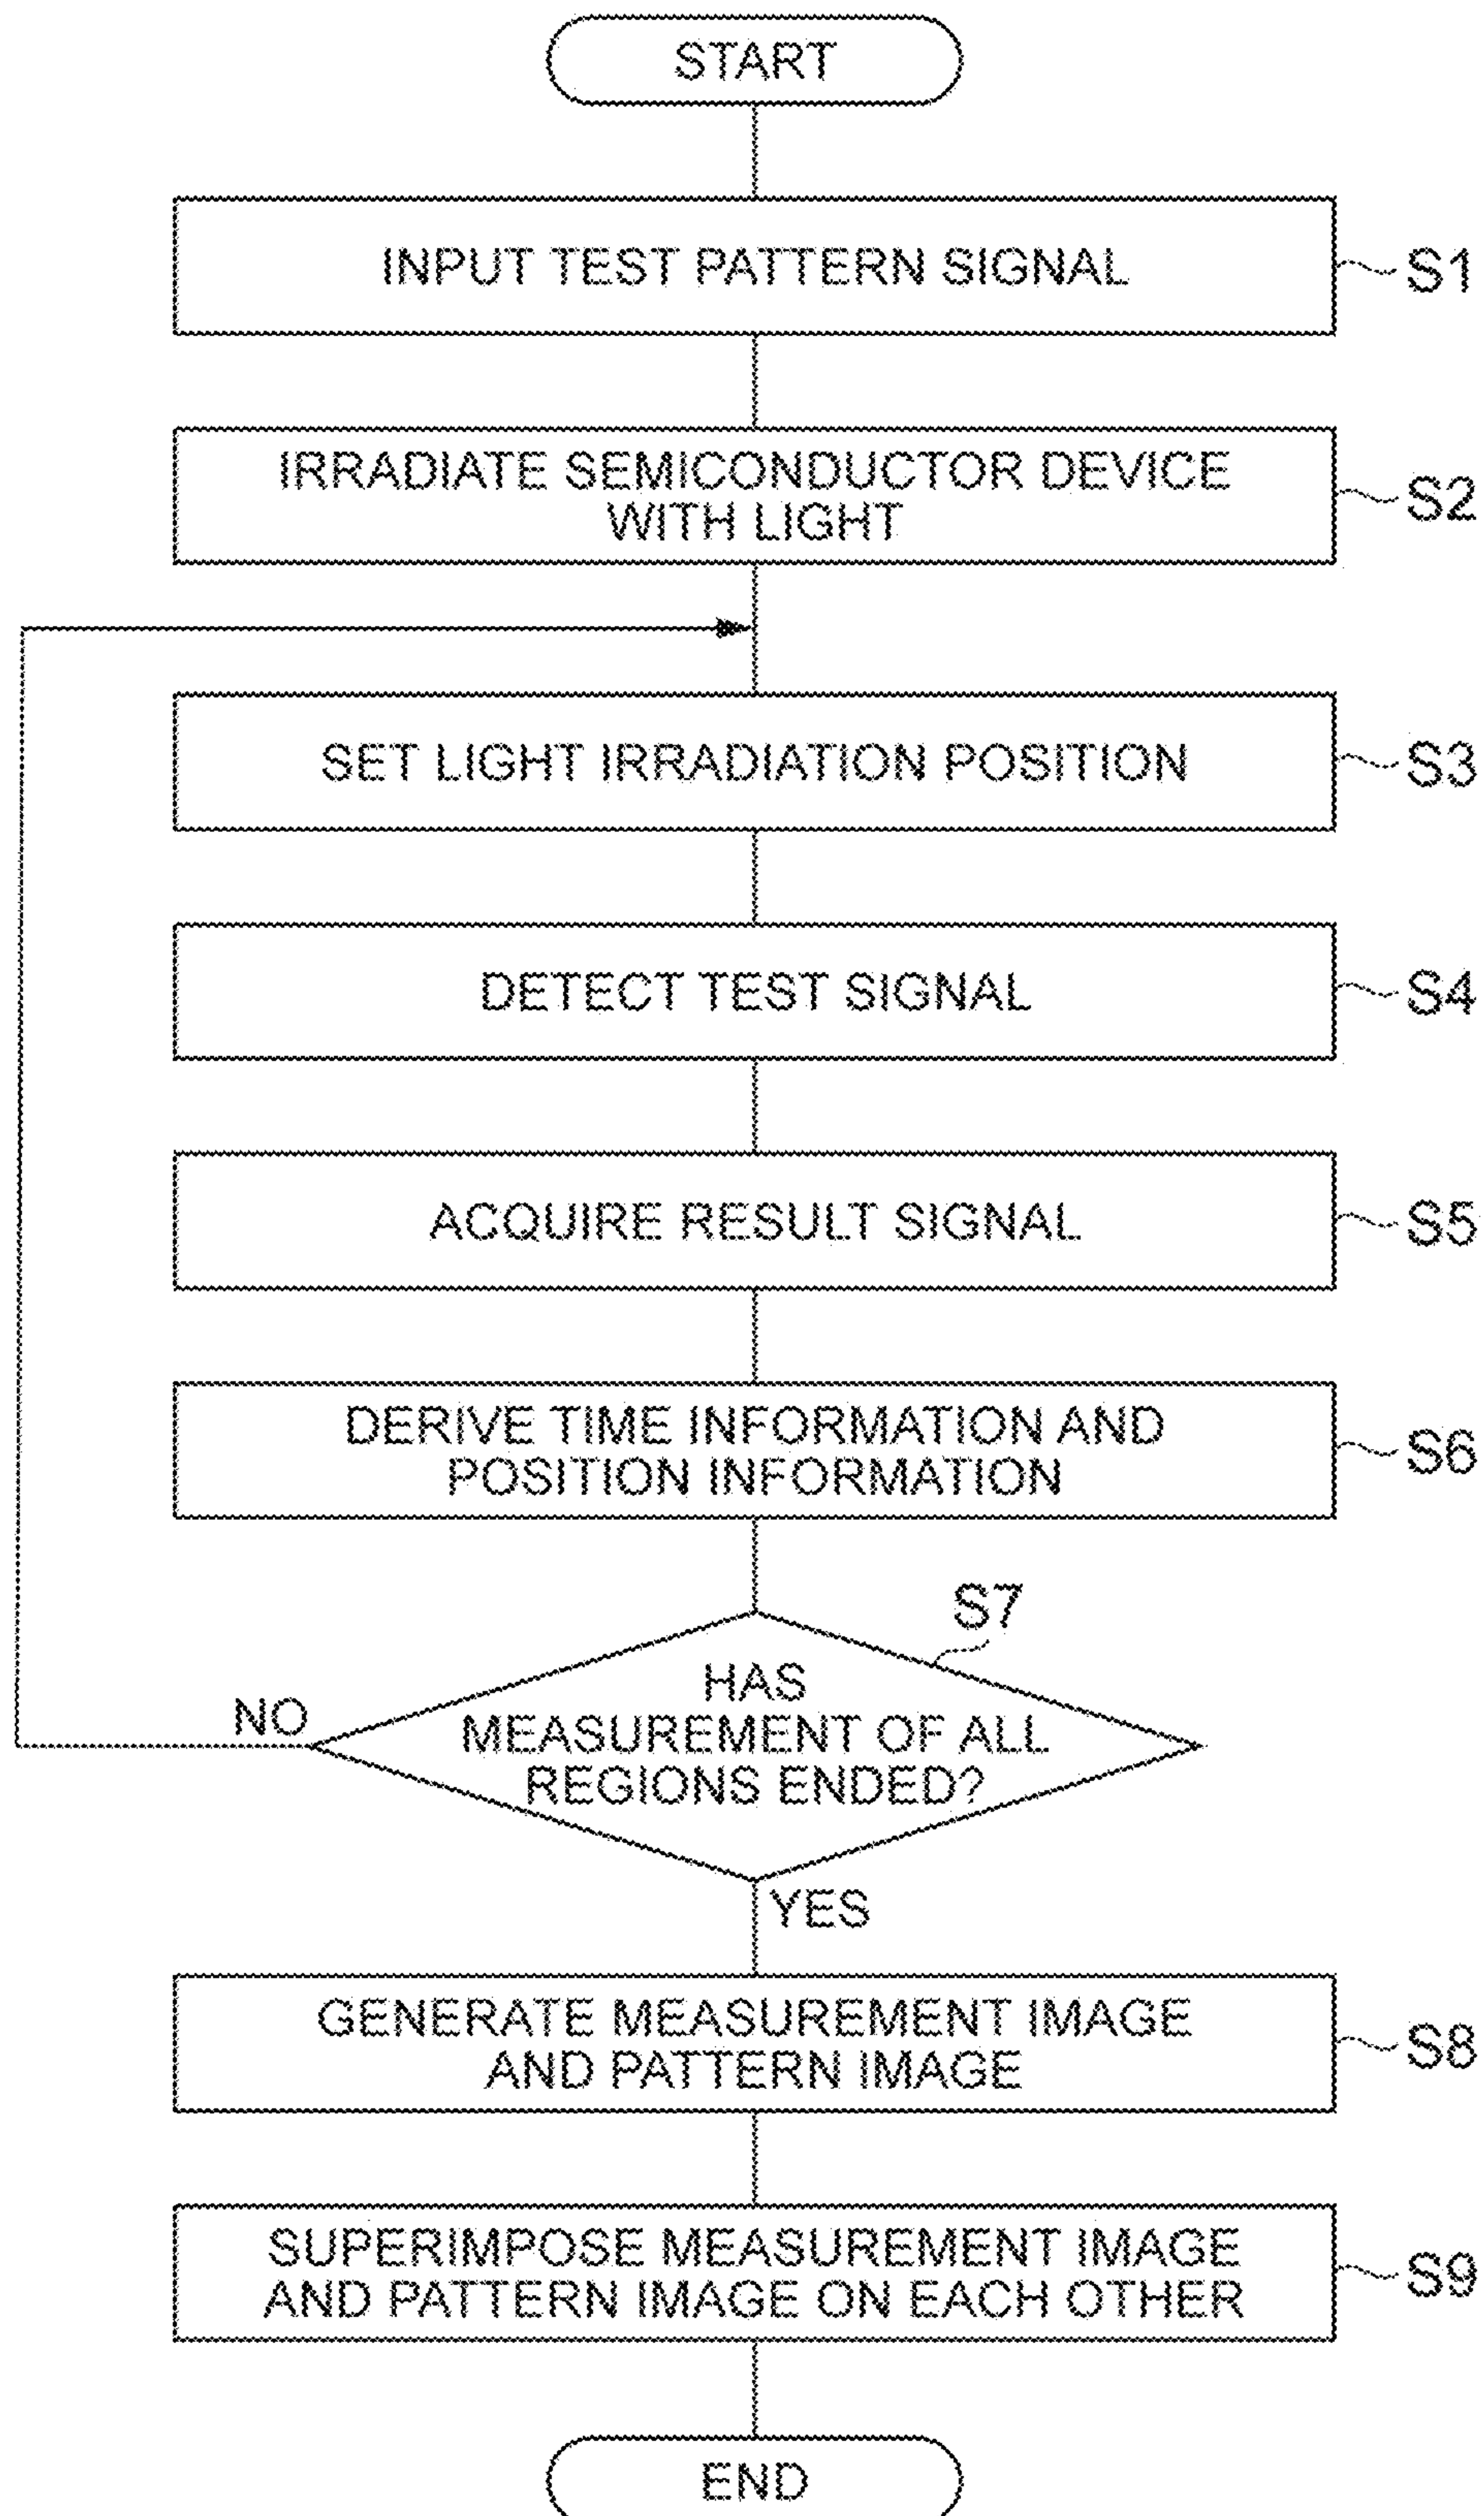 START
INPUT TEST PATTERN SIGNAL
S1
IRRADIATE SEMICONDUCTOR DEVICE
WITH LIGHT
S2
SET LIGHT IRRADIATION POSITION
S3
DETECT TEST SIGNAL
S4
ACQUIRE RESULT SIGNAL
S5
DERIVE TIME INFORMATION AND
POSITION INFORMATION
S6
S7
HAS
MEASUREMENT OF ALL
REGIONS ENDED?
NO
YES
GENERATE MEASUREMENT IMAGE
AND PATTERN IMAGE
S8
SUPERIMPOSE MEASUREMENT IMAGE
AND PATTERN IMAGE ON EACH OTHER
S9
END